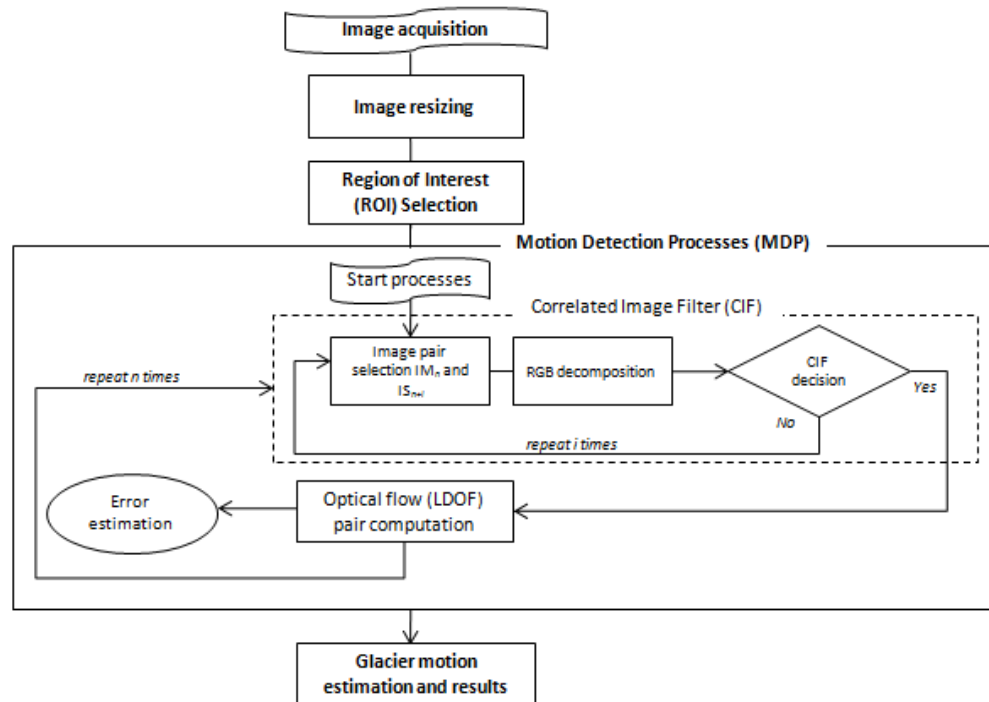 Image acquisition
Image resizing
Region of Interest
(ROI) Selection
Motion Detection Processes (MDP)
Start processes
Correlated Image Filter (CIF)
Image pair
selection IMₙ and
ISₙ₊ᵢ
RGB decomposition
CIF
decision
Yes
No
repeat n times
repeat i times
Error
estimation
Optical flow (LDOF)
pair computation
Glacier motion
estimation and results